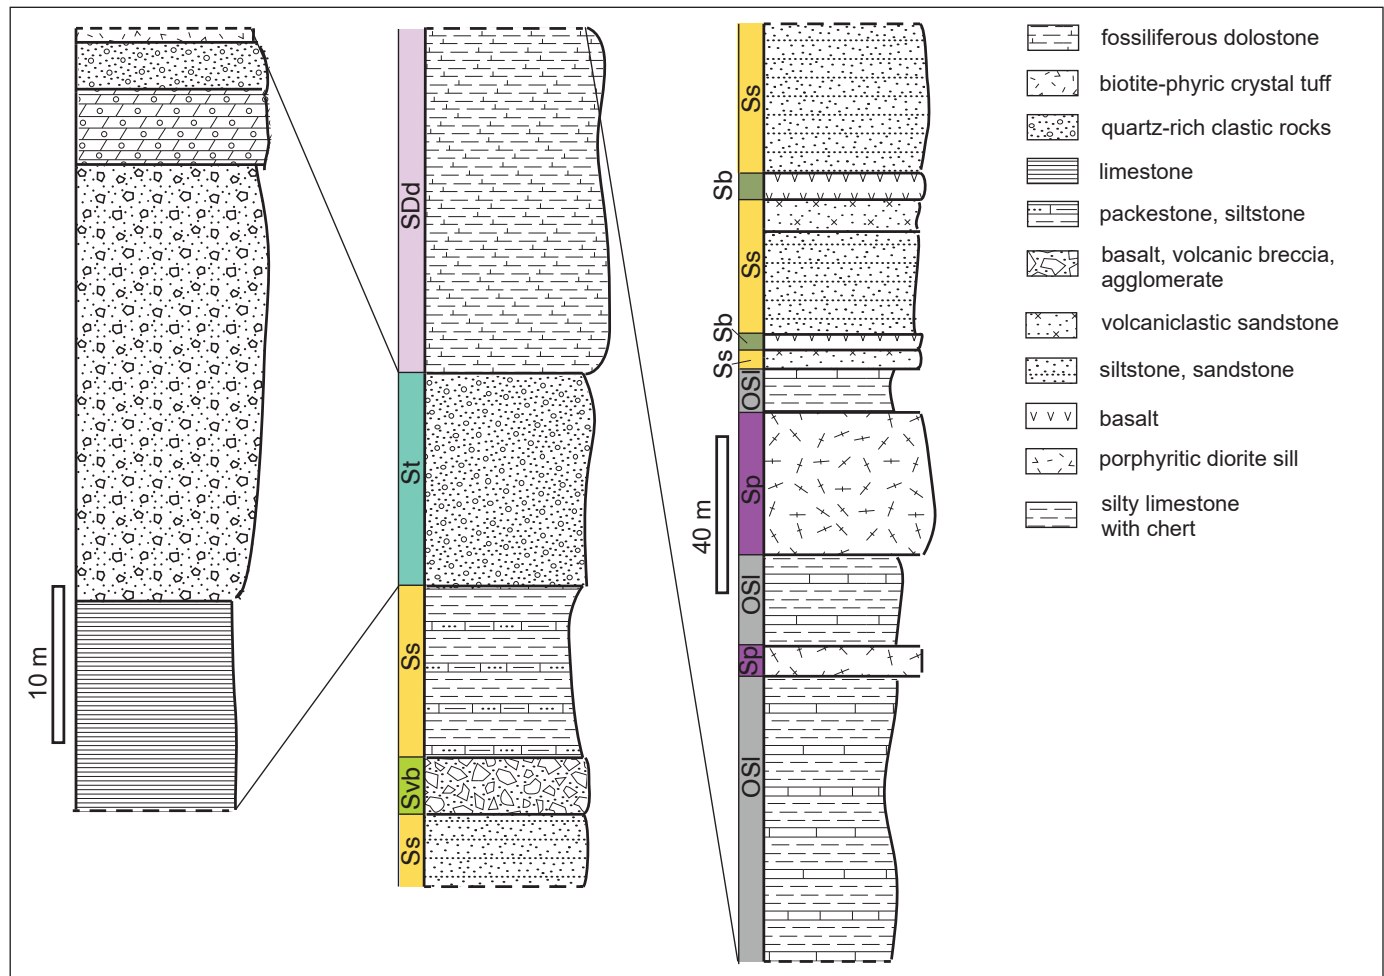 10 m
SDd
St
Ss
Svb
Ss
Ss
Sb
Ss
Sb
Ss
OSl
Sp
OSl
Sp
OSl
40 m
fossiliferous dolostone
biotite-phyric crystal tuff
quartz-rich clastic rocks
limestone
packestone, siltstone
basalt, volcanic breccia,
agglomerate
volcaniclastic sandstone
siltstone, sandstone
basalt
porphyritic diorite sill
silty limestone
with chert